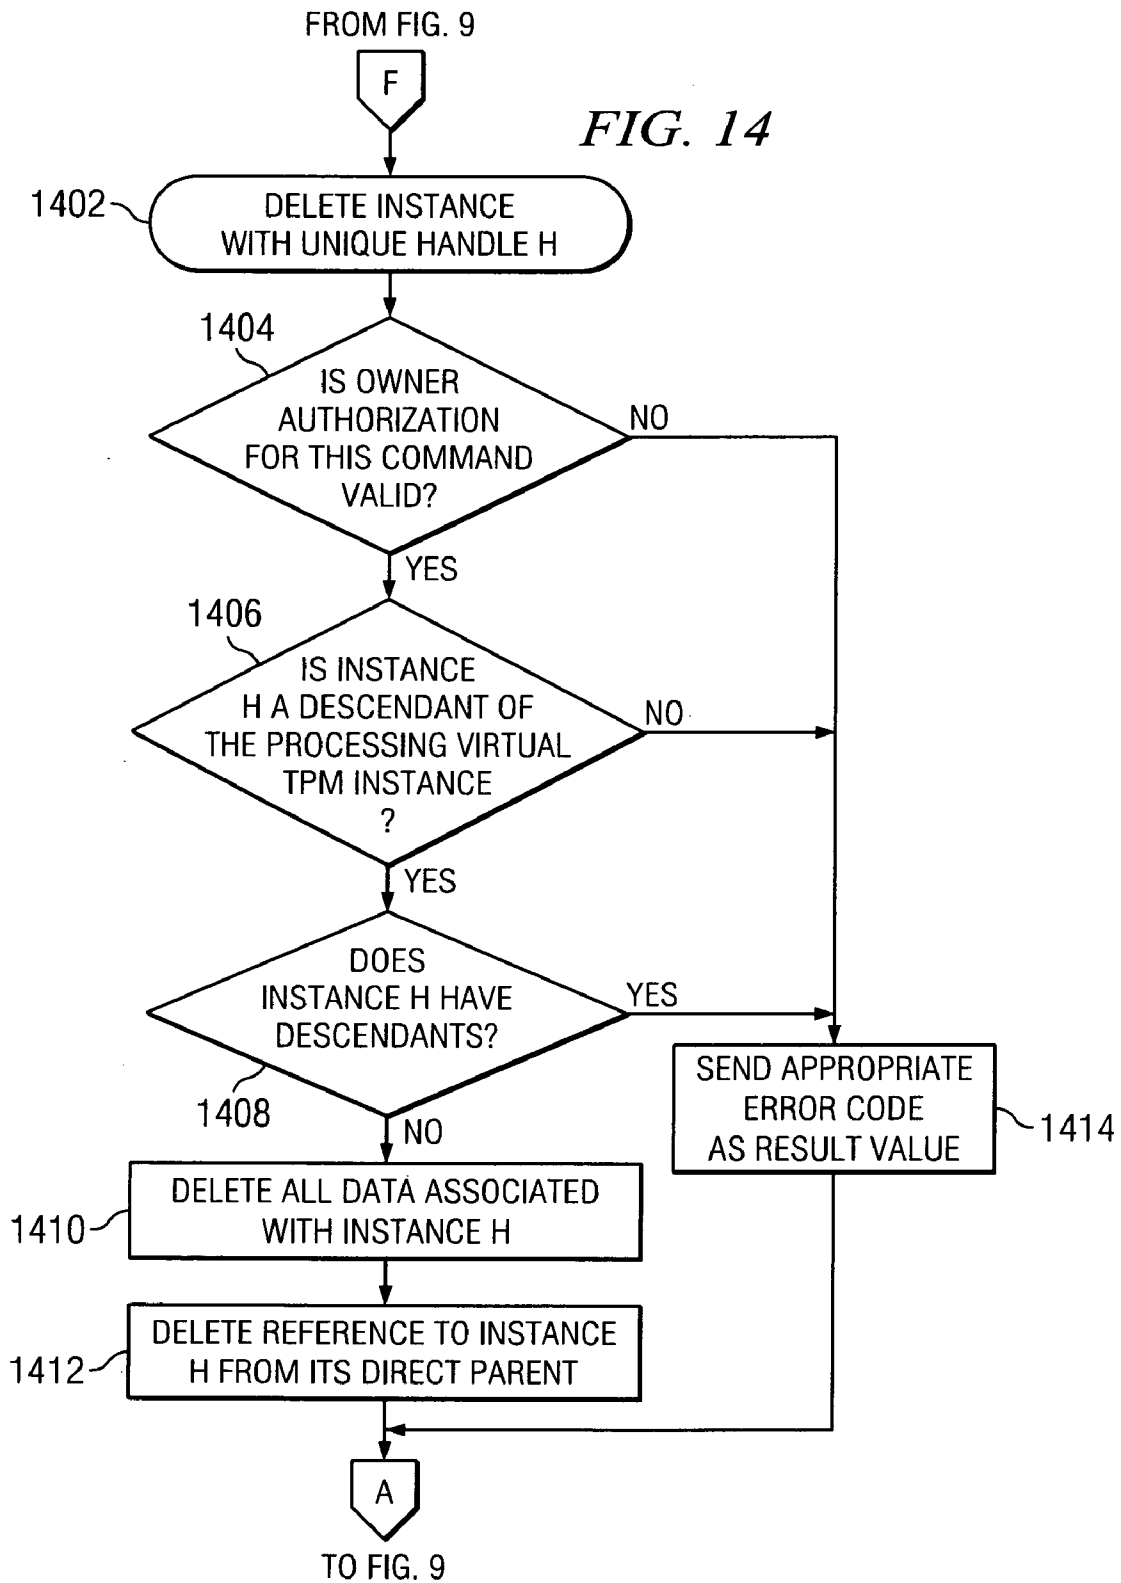 FROM FIG. 9
F
FIG. 14
1402
DELETE INSTANCE
WITH UNIQUE HANDLE H
1404
IS OWNER
AUTHORIZATION
FOR THIS COMMAND
VALID?
NO
YES
1406
IS INSTANCE
H A DESCENDANT OF
THE PROCESSING VIRTUAL
TPM INSTANCE
?
NO
YES
DOES
INSTANCE H HAVE
DESCENDANTS?
YES
1408
NO
SEND APPROPRIATE
ERROR CODE
AS RESULT VALUE
1414
1410
DELETE ALL DATA ASSOCIATED
WITH INSTANCE H
1412
DELETE REFERENCE TO INSTANCE
H FROM ITS DIRECT PARENT
A
TO FIG. 9